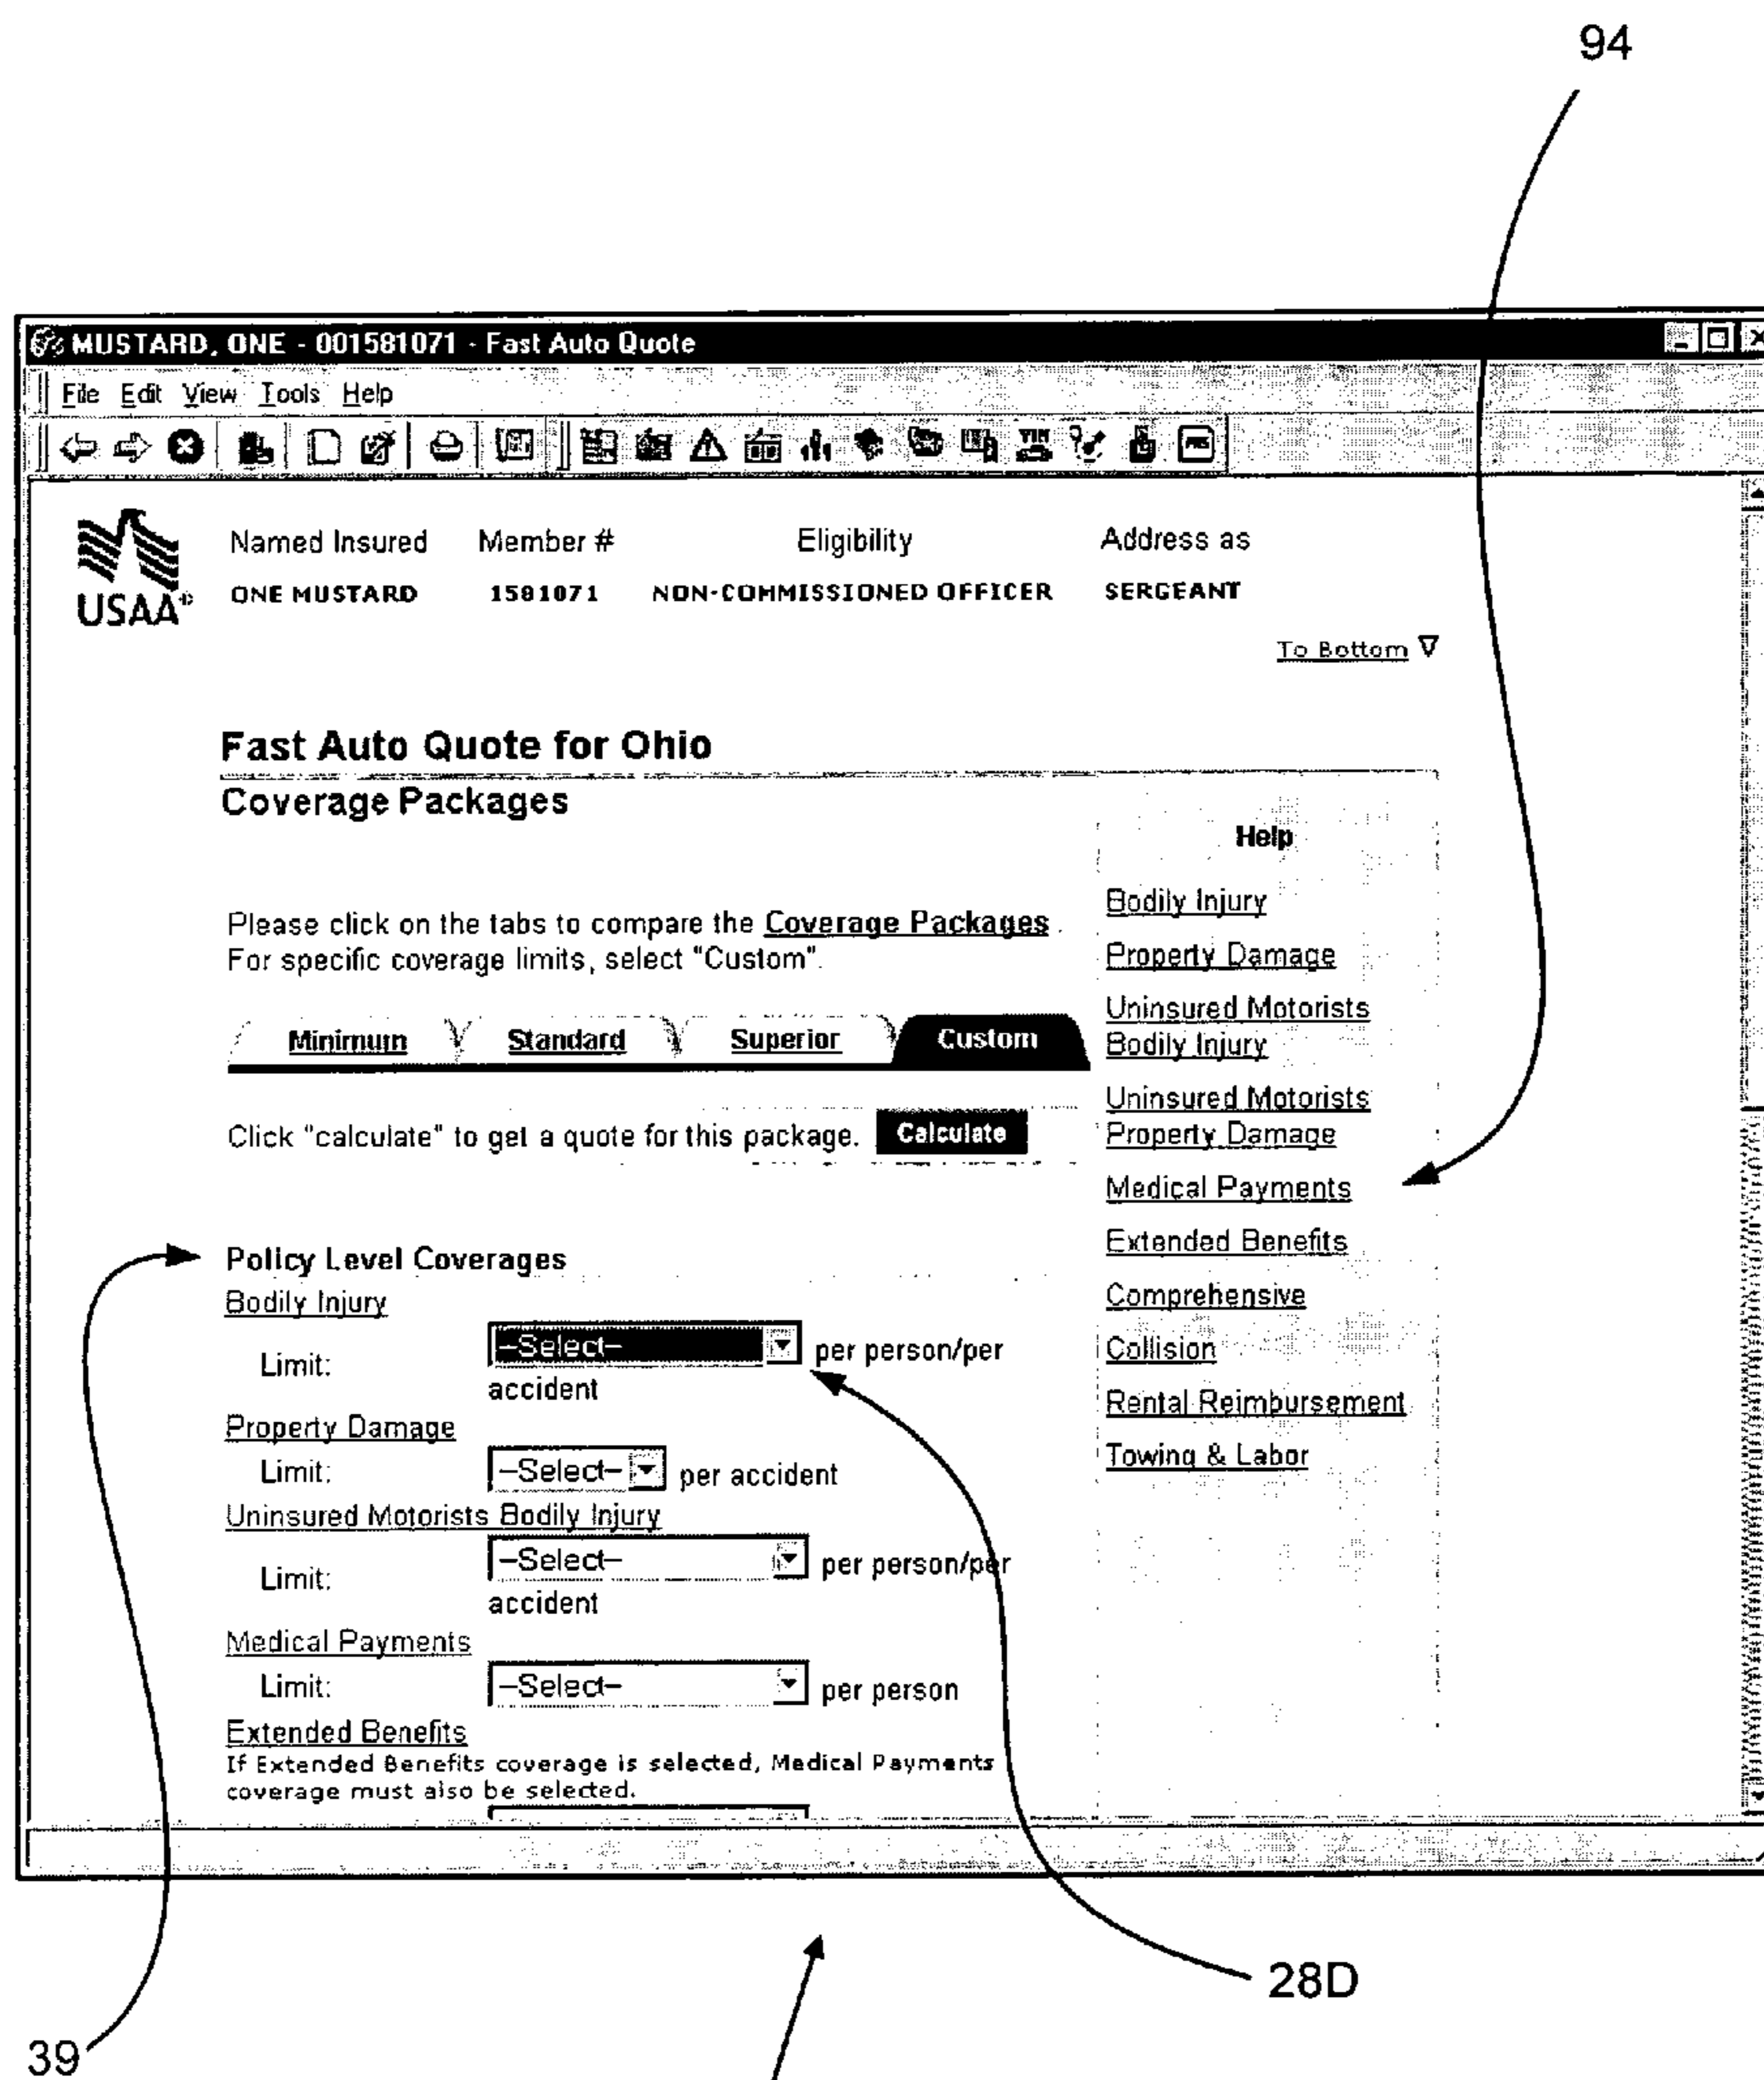 94
MUSTARD, ONE - 001581071 - Fast Auto Quote
File Edit View Tools Help
VIN
USAA®
Named Insured Member # Eligibility Address as
ONE MUSTARD 1581071 NON-COMMISSIONED OFFICER SERGEANT
To Bottom
Fast Auto Quote for Ohio
Coverage Packages
Please click on the tabs to compare the Coverage Packages.
For specific coverage limits, select "Custom".
Minimum Standard Superior Custom
Click "calculate" to get a quote for this package. Calculate
Policy Level Coverages
Bodily Injury
Limit: –Select– per person/per
accident
Property Damage
Limit: –Select– per accident
Uninsured Motorists Bodily Injury
Limit: –Select– per person/per
accident
Medical Payments
Limit: –Select– per person
Extended Benefits
If Extended Benefits coverage is selected, Medical Payments
coverage must also be selected.
Help
Bodily Injury
Property Damage
Uninsured Motorists
Bodily Injury
Uninsured Motorists
Property Damage
Medical Payments
Extended Benefits
Comprehensive
Collision
Rental Reimbursement
Towing & Labor
28D
39